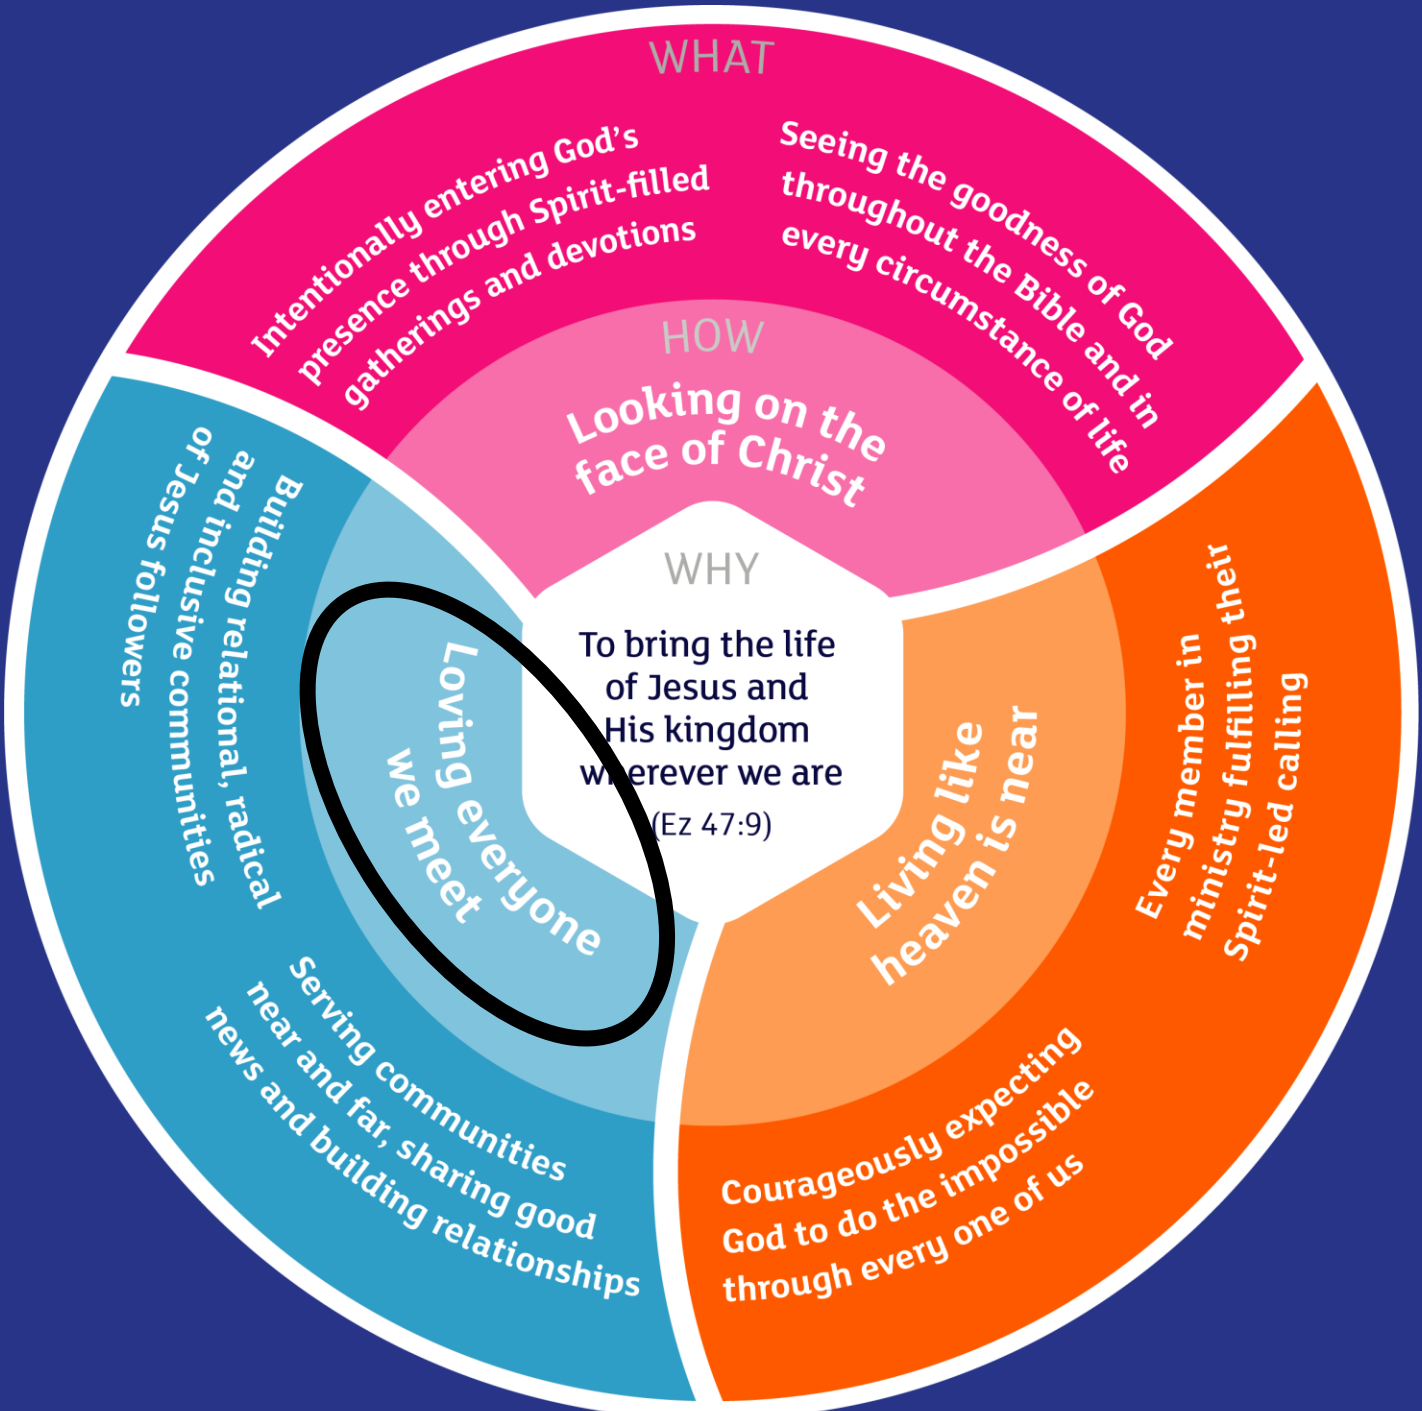 WHAT
Intentionally entering God's
presence through Spirit-filled
gatherings and devotions
Seeing the goodness of God
throughout the Bible and in
every circumstance of life
HOW
Looking on the
face of Christ
WHY
To bring the life
of Jesus and
His kingdom
wherever we are
(Ez 47:9)
Loving everyone
we meet
Living like
heaven is near
Building relational, radical
and inclusive communities
of Jesus followers
Serving communities
near and far, sharing good
news and building relationships
Every member in
ministry fulfilling their
Spirit-led calling
Courageously expecting
God to do the impossible
through every one of us